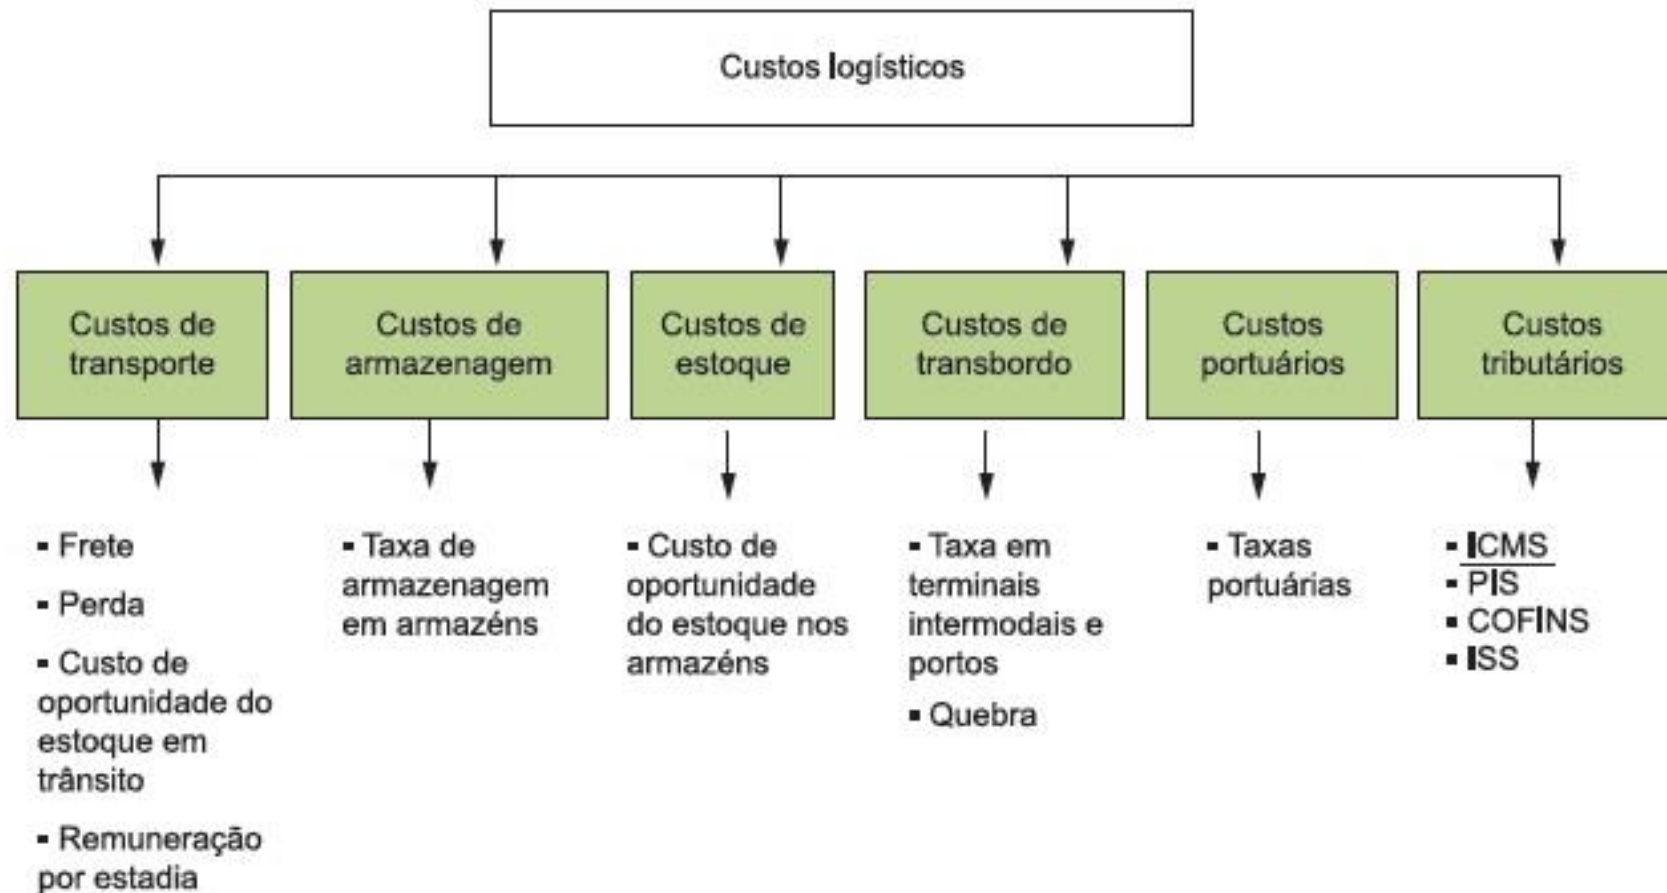 Custos logísticos
Custos de
transporte
Custos de
armazenagem
Custos de
estoque
Custos de
transbordo
Custos
portuários
Custos
tributários
▪ Frete
▪ Perda
▪ Custo de
oportunidade do
estoque em
trânsito
▪ Remuneração
por estadia
▪ Taxa de
armazenagem
em armazéns
▪ Custo de
oportunidade
do estoque nos
armazéns
▪ Taxa em
terminais
intermodais e
portos
▪ Quebra
▪ Taxas
portuárias
▪ ICMS
▪ PIS
▪ COFINS
▪ ISS